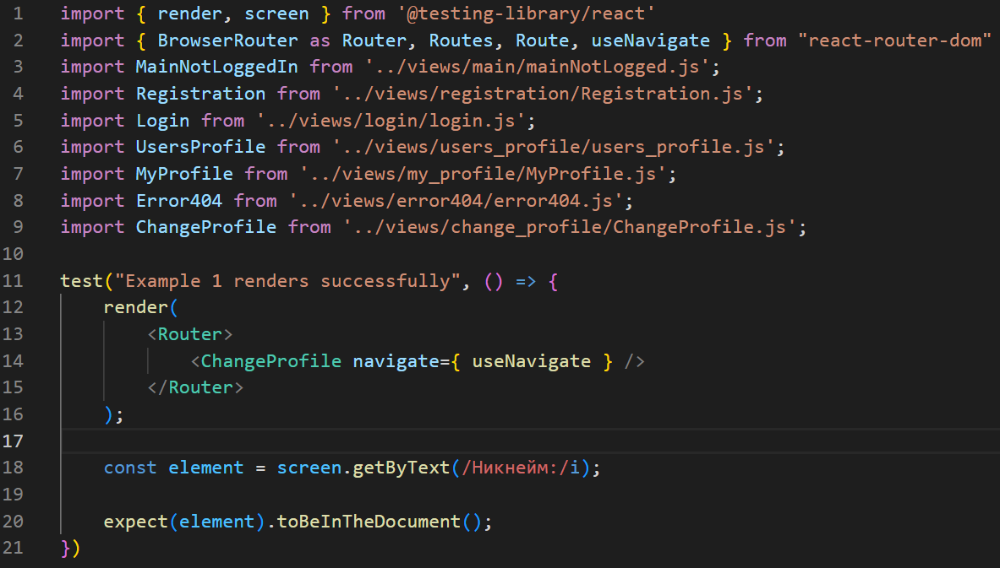 1 import { render, screen } from '@testing-library/react'
2 import { BrowserRouter as Router, Routes, Route, useNavigate } from "react-router-dom"
3 import MainNotLoggedIn from '../views/main/mainNotLogged.js';
4 import Registration from '../views/registration/Registration.js';
5 import Login from '../views/login/login.js';
6 import UsersProfile from '../views/users_profile/users_profile.js';
7 import MyProfile from '../views/my_profile/MyProfile.js';
8 import Error404 from '../views/error404/error404.js';
9 import ChangeProfile from '../views/change_profile/ChangeProfile.js';
10
11 test("Example 1 renders successfully", () => {
12     render(
13         <Router>
14             <ChangeProfile navigate={ useNavigate } />
15         </Router>
16     );
17
18     const element = screen.getByText(/Никнейм:/i);
19
20     expect(element).toBeInTheDocument();
21 })